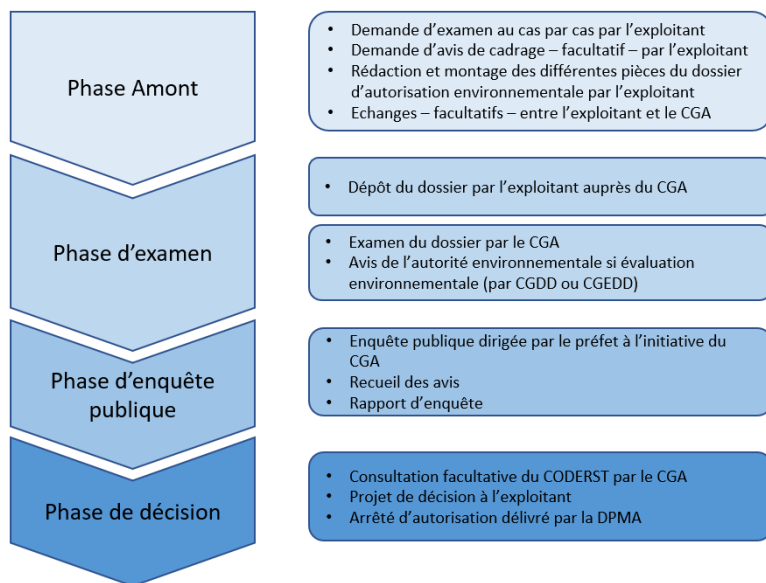 Phase Amont
• Demande d'examen au cas par cas par l'exploitant
• Demande d'avis de cadrage – facultatif – par l'exploitant
• Rédaction et montage des différentes pièces du dossier
d'autorisation environnementale par l'exploitant
• Echanges – facultatifs – entre l'exploitant et le CGA
Phase d'examen
• Dépôt du dossier par l'exploitant auprès du CGA
• Examen du dossier par le CGA
• Avis de l'autorité environnementale si évaluation
environnementale (par CGDD ou CGEDD)
Phase d'enquête
publique
• Enquête publique dirigée par le préfet à l'initiative du
CGA
• Recueil des avis
• Rapport d'enquête
Phase de décision
• Consultation facultative du CODERST par le CGA
• Projet de décision à l'exploitant
• Arrêté d'autorisation délivré par la DPMA